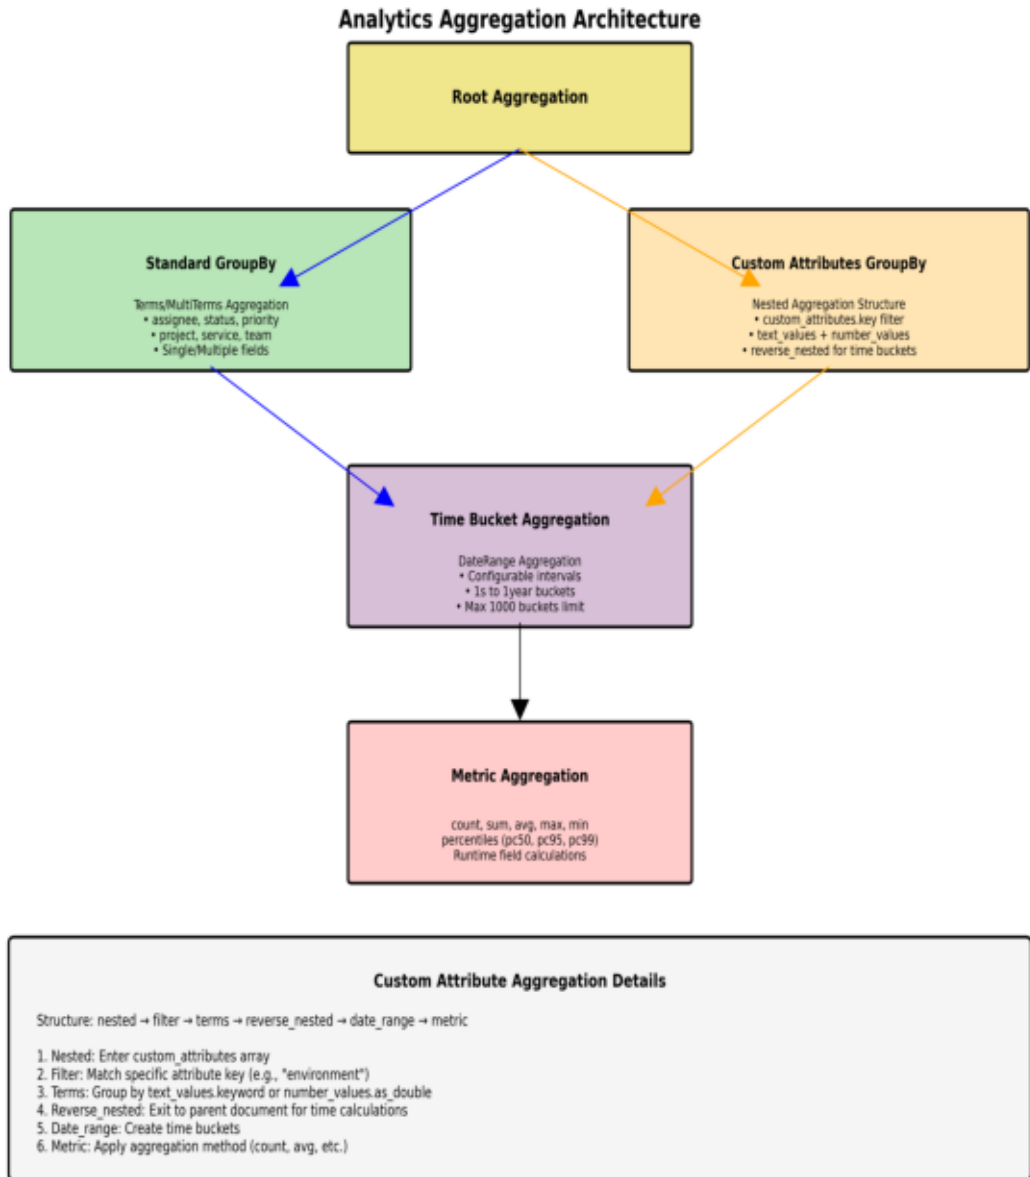 Analytics Aggregation Architecture
Root Aggregation
Standard GroupBy
Terms/MultiTerms Aggregation
• assignee, status, priority
• project, service, team
• Single/Multiple fields
Custom Attributes GroupBy
Nested Aggregation Structure
• custom_attributes.key filter
• text_values + number_values
• reverse_nested for time buckets
Time Bucket Aggregation
DateRange Aggregation
• Configurable intervals
• 1s to 1year buckets
• Max 1000 buckets limit
Metric Aggregation
count, sum, avg, max, min
percentiles (pc50, pc95, pc99)
Runtime field calculations
Custom Attribute Aggregation Details
Structure: nested → filter → terms → reverse_nested → date_range → metric
1. Nested: Enter custom_attributes array
2. Filter: Match specific attribute key (e.g., "environment")
3. Terms: Group by text_values.keyword or number_values.as_double
4. Reverse_nested: Exit to parent document for time calculations
5. Date_range: Create time buckets
6. Metric: Apply aggregation method (count, avg, etc.)